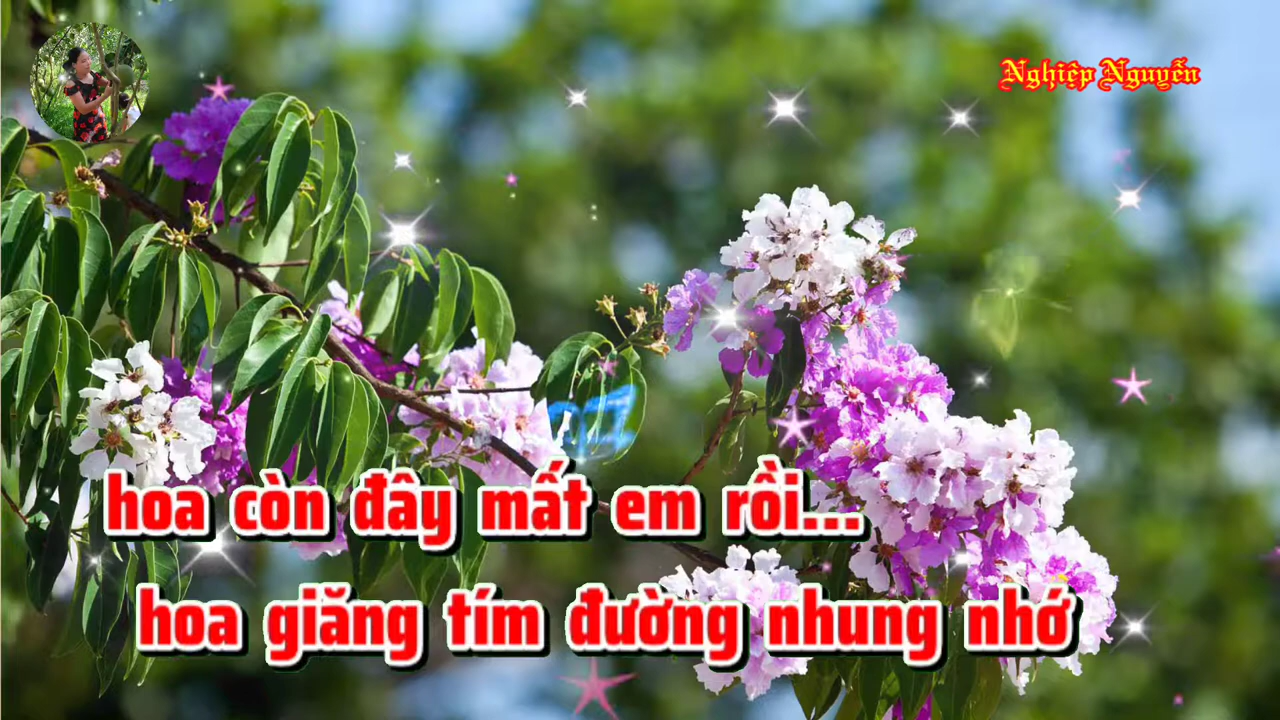 Nghiệp Nguyễn
hoa còn đây mất em rồi...
hoa giăng tím đường nhung nhớ